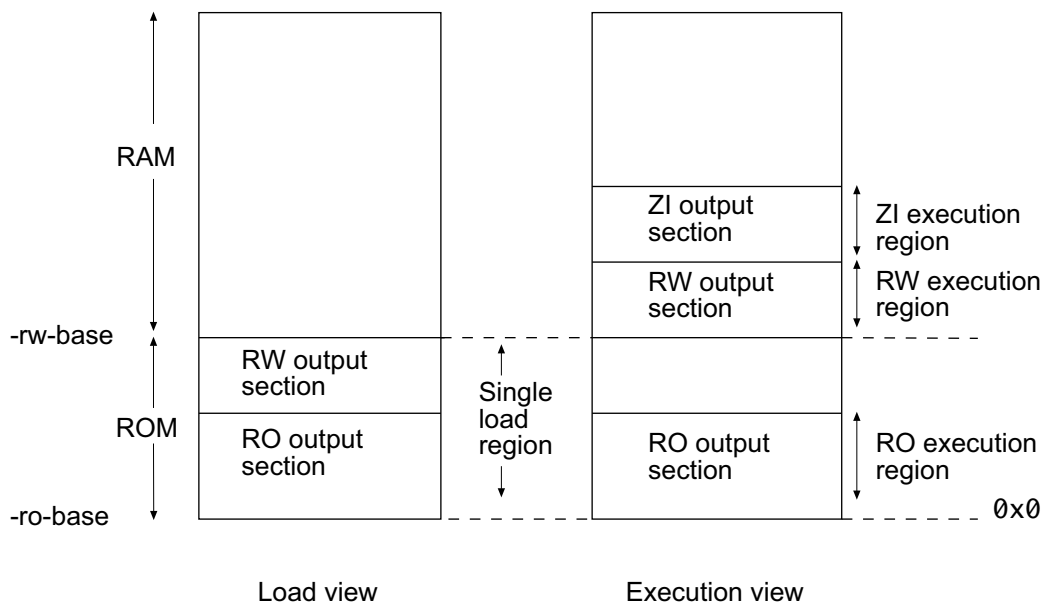 RAM
ZI output
section
ZI execution
region
RW output
section
RW execution
region
-rw-base
RW output
section
Single
load
region
ROM
RO output
section
RO output
section
RO execution
region
-ro-base
0x0
Load view
Execution view